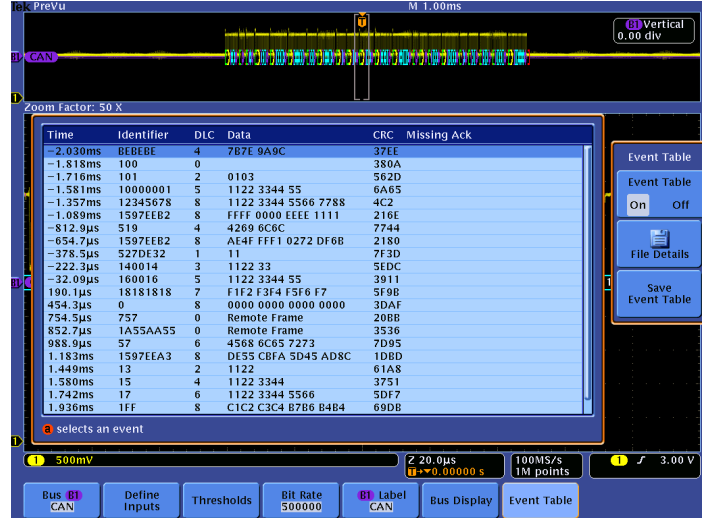 Tek PreVu M 1.00ms
B1 Vertical
0.00 div
B1 CAN
1
Zoom Factor: 50 X
Time Identifier DLC Data CRC Missing Ack
-2.030ms BEBEBE 4 7B7E 9A9C 37EE
-1.818ms 100 0 380A
-1.716ms 101 2 0103 562D
-1.581ms 10000001 5 1122 3344 55 6A65
-1.357ms 12345678 8 1122 3344 5566 7788 4C2
-1.089ms 1597EEB2 8 FFFF 0000 EEEE 1111 216E
-812.9µs 519 4 4269 6C6C 7744
-654.7µs 1597EEB2 8 AE4F FFF1 0272 DF6B 2180
-378.5µs 527DE32 1 11 7F3D
-222.3µs 140014 3 1122 33 5EDC
-32.09µs 160016 5 1122 3344 55 3911
190.1µs 18181818 7 F1F2 F3F4 F5F6 F7 5F9B
454.3µs 0 8 0000 0000 0000 0000 3DAF
754.5µs 757 0 Remote Frame 20BB
852.7µs 1A55AA55 0 Remote Frame 3536
988.9µs 57 6 4568 6C65 7273 7D95
1.183ms 1597EEA3 8 DE55 CBFA 5D45 AD8C 1DBD
1.449ms 13 2 1122 61A8
1.580ms 15 4 1122 3344 3751
1.742ms 17 6 1122 3344 5566 5DF7
1.936ms 1FF 8 C1C2 C3C4 B7B6 B4B4 69DB
a selects an event
Event Table
Event Table
On Off
File Details
Save
Event Table
B1
1
1 500mV
Z 20.0µs
T→▼0.00000 s
100MS/s
1M points
1 ʃ 3.00 V
Bus B1
CAN
Define
Inputs
Thresholds
Bit Rate
500000
B1 Label
CAN
Bus Display
Event Table